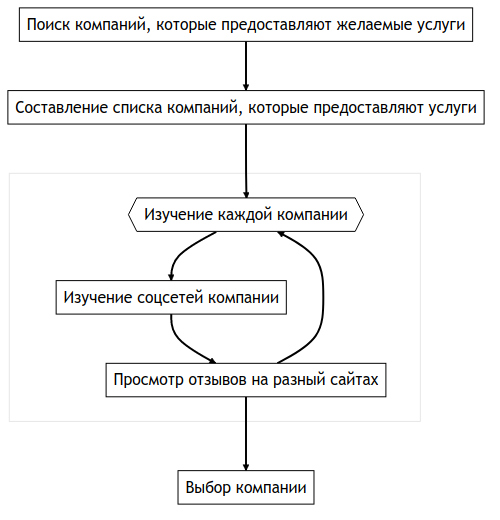 Поиск компаний, которые предоставляют желаемые услуги
Составление списка компаний, которые предоставляют услуги
Изучение каждой компании
Изучение соцсетей компании
Просмотр отзывов на разный сайтах
Выбор компании